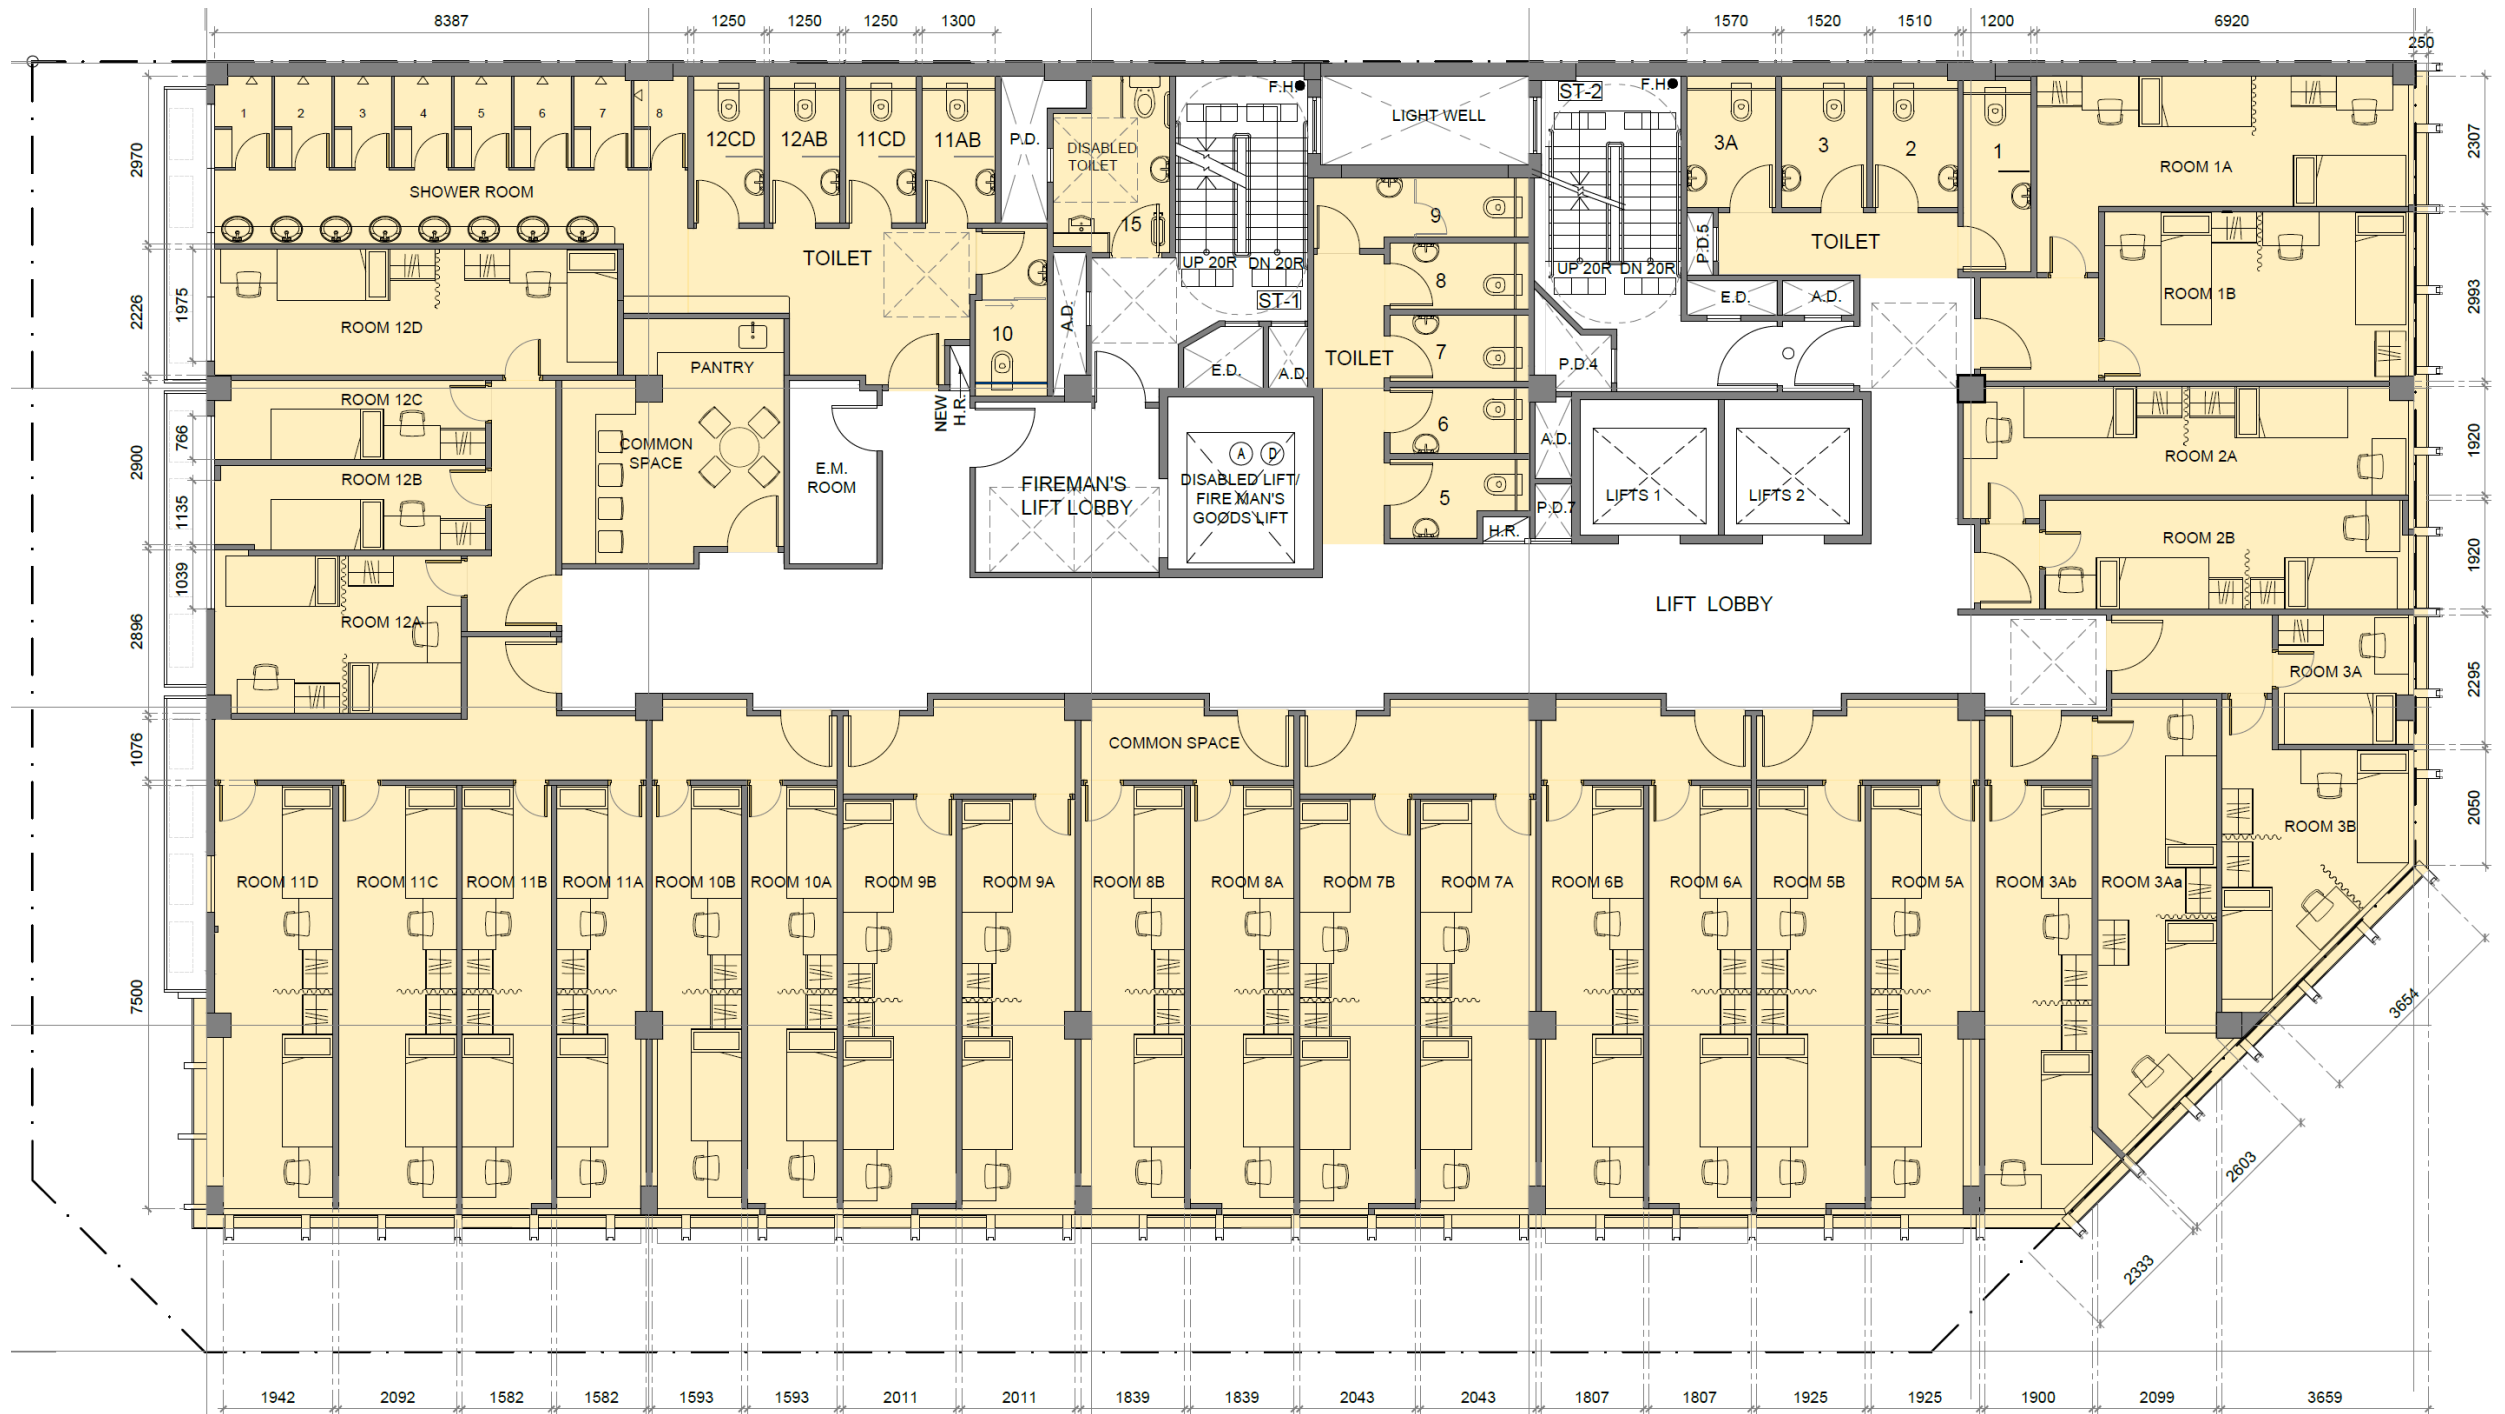 8387
1250
1250
1250
1300
1570
1520
1510
1200
6920
250
F.H.
ST-2
F.H.
LIGHT WELL
1
2
3
4
5
6
7
8
12CD
12AB
11CD
11AB
P.D.
DISABLED
TOILET
3A
3
2
1
ROOM 1A
2970
2307
SHOWER ROOM
15
9
TOILET
TOILET
P.D.5
UP 20R
DN 20R
UP 20R
DN 20R
ST-1
8
E.D.
A.D.
ROOM 1B
2993
2226
1975
ROOM 12D
A.D.
10
PANTRY
TOILET
7
E.D.
A.D.
P.D.4
ROOM 12C
NEW
H.R.
766
2900
COMMON
SPACE
6
A.D.
1920
ROOM 2A
ROOM 12B
E.M.
ROOM
A
D
DISABLED LIFT/
FIRE MAN'S
GOODS LIFT
FIREMAN'S
LIFT LOBBY
5
P.D.7
H.R.
LIFTS 1
LIFTS 2
1135
ROOM 2B
1920
1039
2896
ROOM 12A
LIFT LOBBY
ROOM 3A
2295
1076
COMMON SPACE
ROOM 3B
2050
ROOM 11D
ROOM 11C
ROOM 11B
ROOM 11A
ROOM 10B
ROOM 10A
ROOM 9B
ROOM 9A
ROOM 8B
ROOM 8A
ROOM 7B
ROOM 7A
ROOM 6B
ROOM 6A
ROOM 5B
ROOM 5A
ROOM 3Ab
ROOM 3Aa
7500
3654
2603
2333
1942
2092
1582
1582
1593
1593
2011
2011
1839
1839
2043
2043
1807
1807
1925
1925
1900
2099
3659